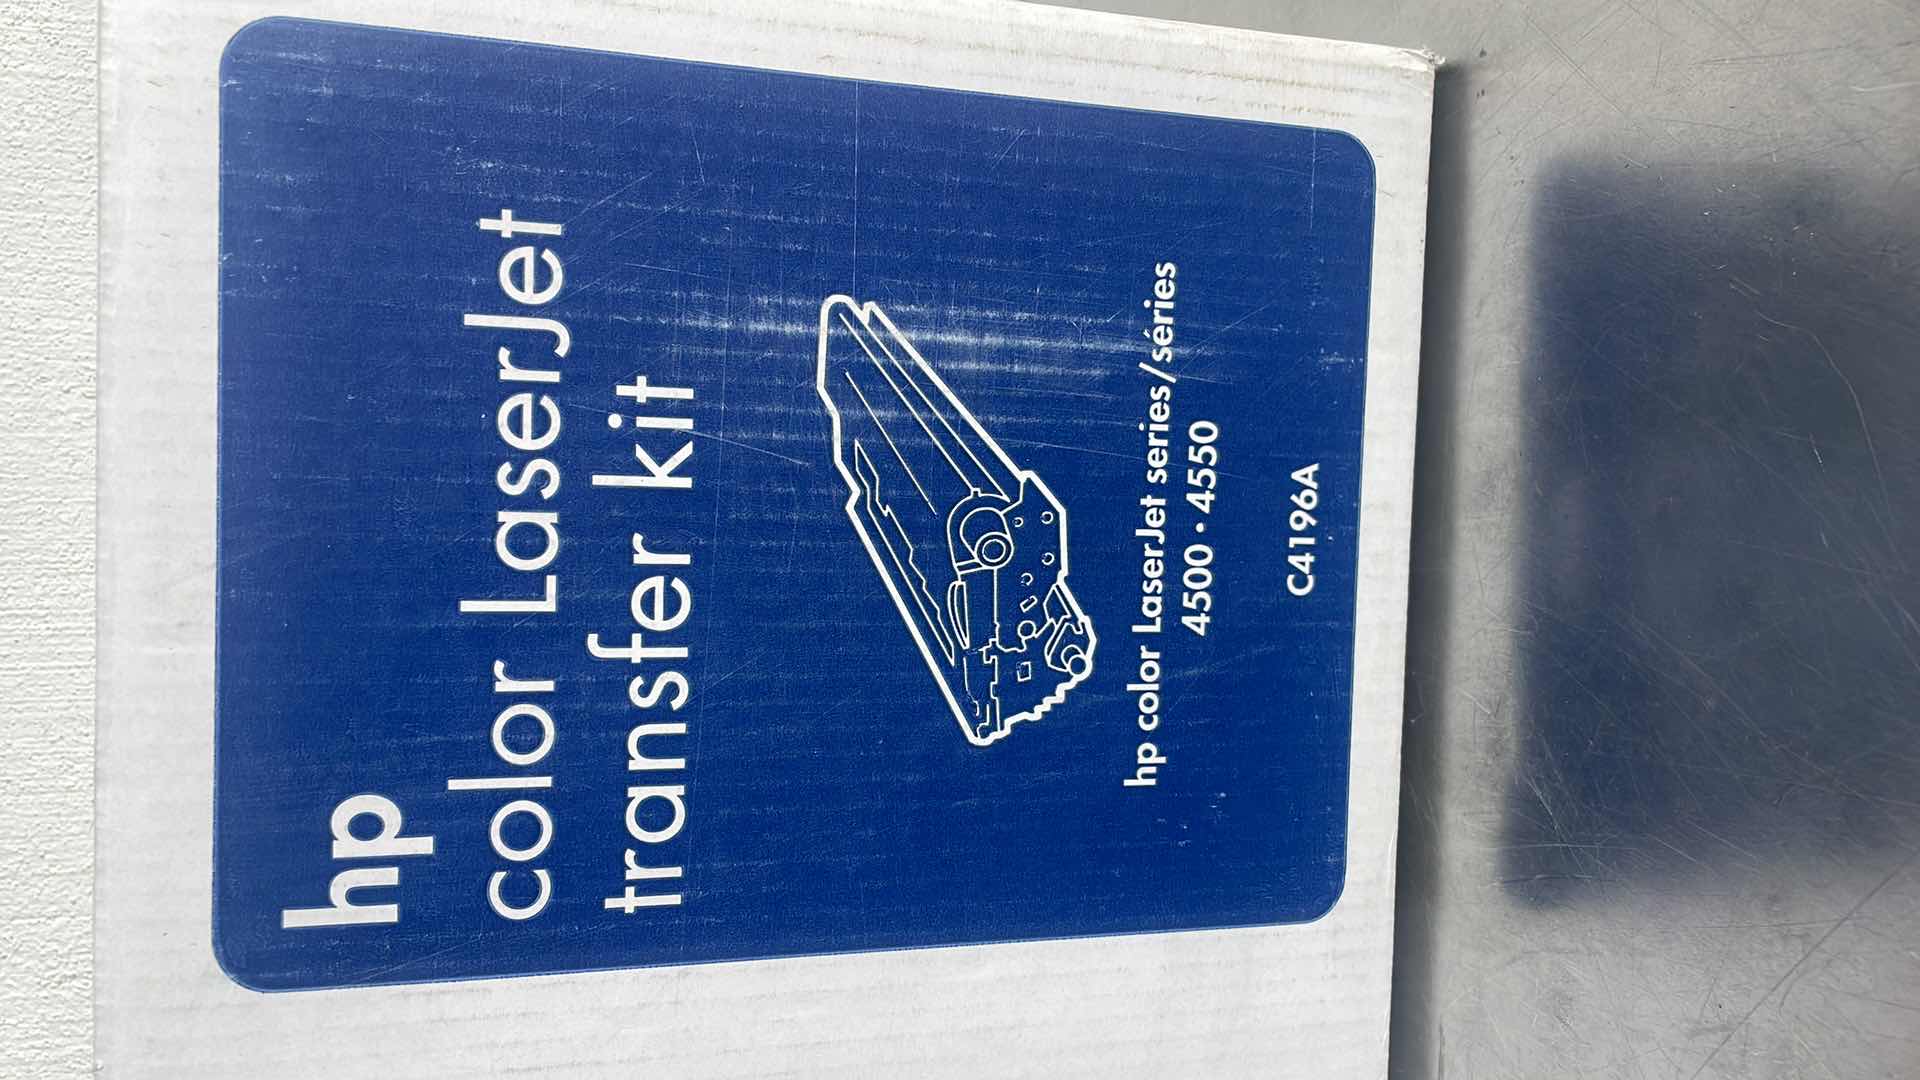 hp
color LaserJet
transfer kit
hp color LaserJet series/séries
4500 • 4550
C4196A